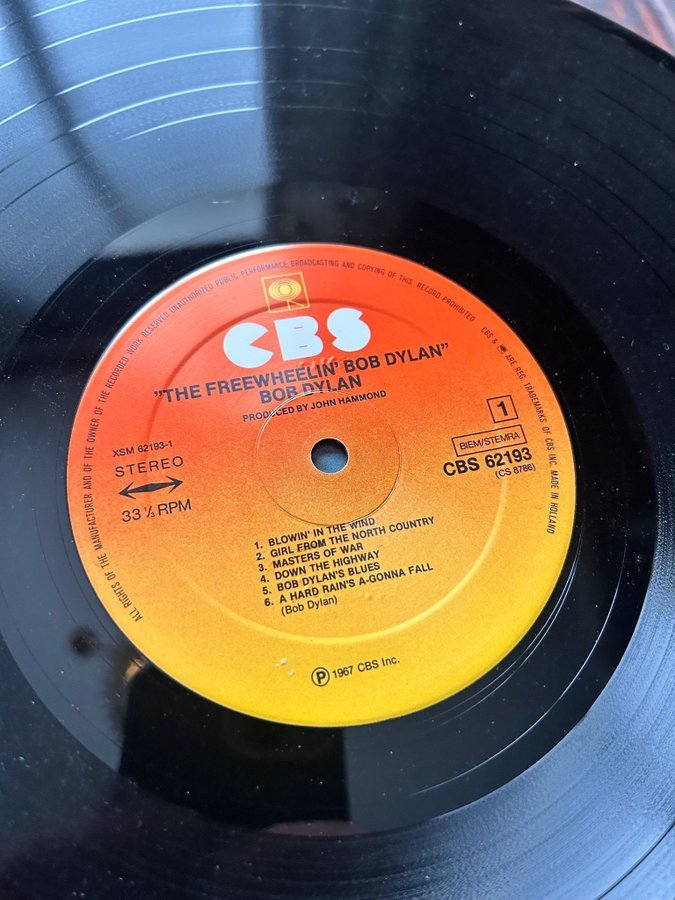 ALL RIGHTS OF THE MANUFACTURER AND OF THE OWNER OF THE RECORDED WORK RESERVED UNAUTHORISED PUBLIC PERFORMANCE BROADCASTING AND COPYING OF THIS RECORD PROHIBITED
CBS & ARE REG. TRADEMARKS OF CBS INC. MADE IN HOLLAND
CBS
"THE FREEWHEELIN' BOB DYLAN"
BOB DYLAN
PRODUCED BY JOHN HAMMOND
XSM 62193-1
STEREO
33 ⅓ RPM
1
BIEM/STEMRA
CBS 62193
(CS 8786)
1. BLOWIN' IN THE WIND
2. GIRL FROM THE NORTH COUNTRY
3. MASTERS OF WAR
4. DOWN THE HIGHWAY
5. BOB DYLAN'S BLUES
6. A HARD RAIN'S A-GONNA FALL
(Bob Dylan)
Ⓟ 1967 CBS Inc.